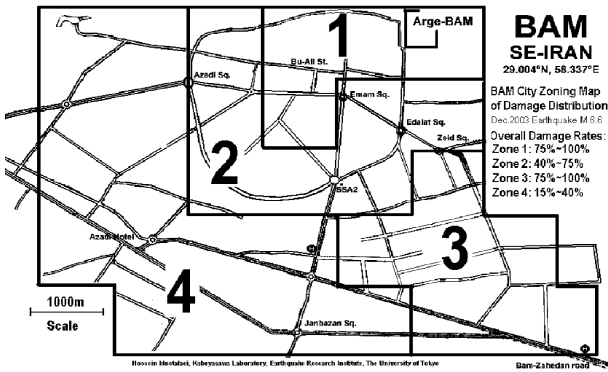 1
Arge-BAM
BAM
SE-IRAN
29.004°N, 58.337°E
BAM City Zoning Map
of Damage Distribution
Dec.2003 Earthquake M 6.6
Overall Damage Rates:
Zone 1: 75%~100%
Zone 2: 40%~75%
Zone 3: 75%~100%
Zone 4: 15%~40%
Bu-Ali St.
Azadi Sq.
Emam Sq.
Edalat Sq.
Zeid Sq.
2
SSA2
Azadi Hotel
3
4
1000m
Scale
Janbazan Sq.
Hossein Mostafaei, Kabeyasawa Laboratory, Earthquake Research Institute, The University of Tokyo
Bam-Zahedan road